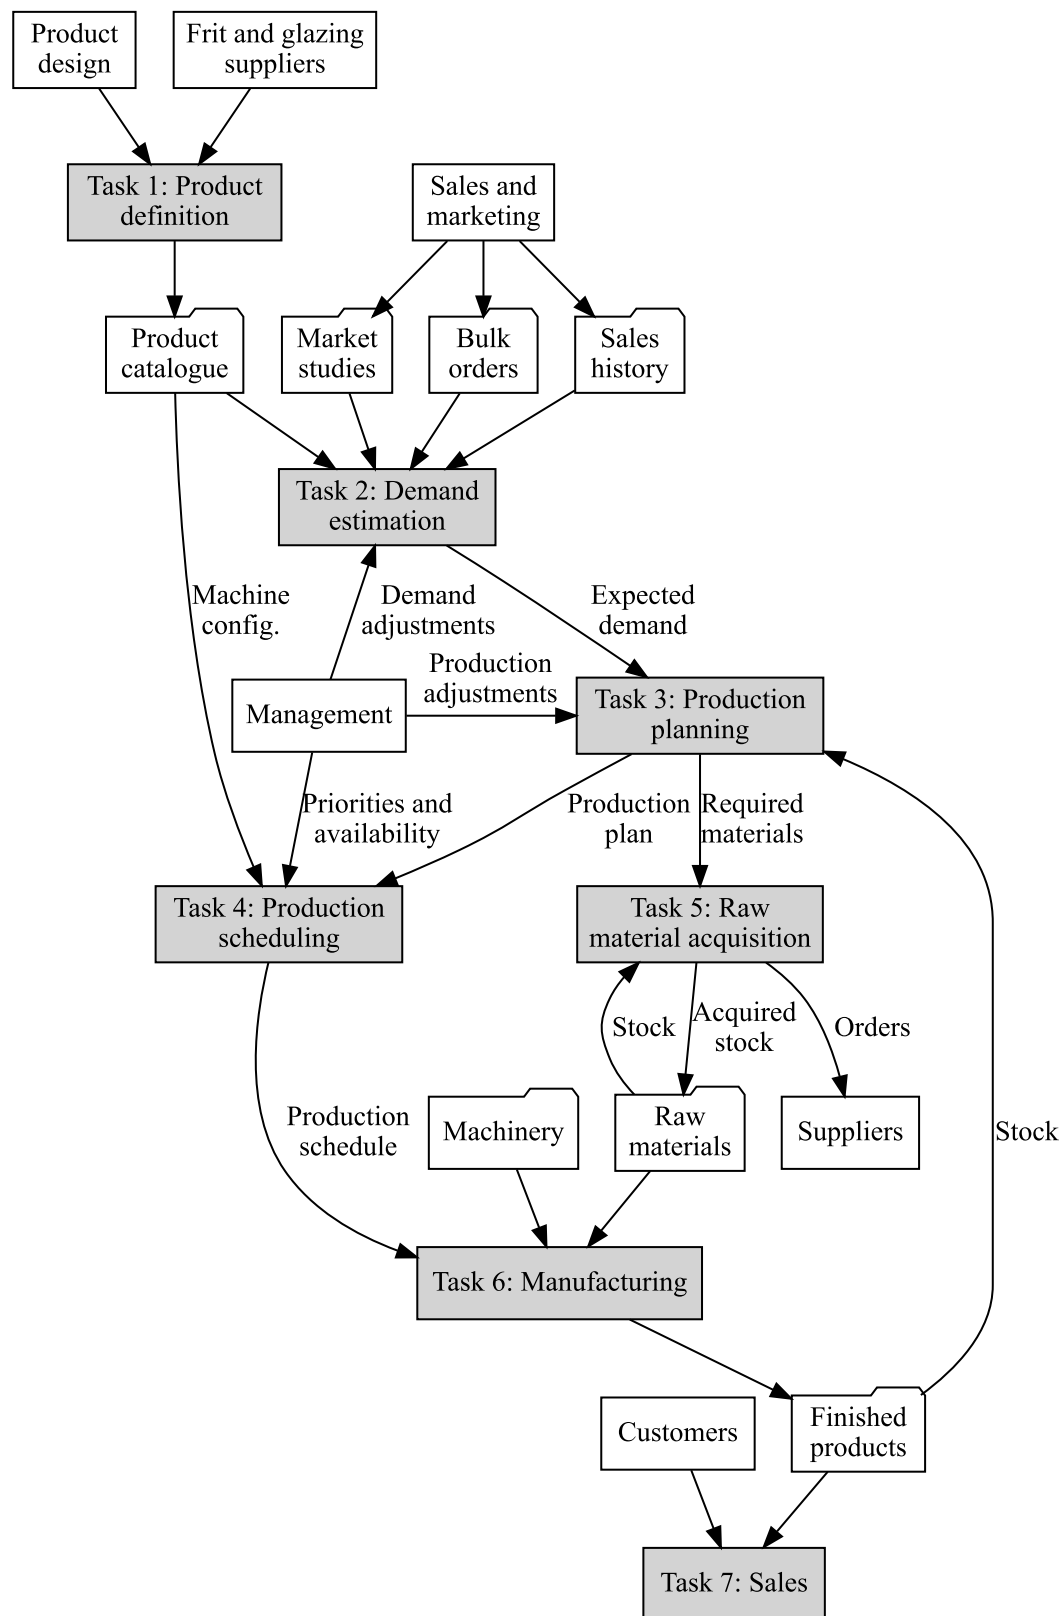 Product
design
Frit and glazing
suppliers
Task 1: Product
definition
Sales and
marketing
Product
catalogue
Market
studies
Bulk
orders
Sales
history
Task 2: Demand
estimation
Machine
config.
Demand
adjustments
Expected
demand
Management
Production
adjustments
Task 3: Production
planning
Priorities and
availability
Production
plan
Required
materials
Task 4: Production
scheduling
Task 5: Raw
material acquisition
Stock
Acquired
stock
Orders
Production
schedule
Machinery
Raw
materials
Suppliers
Stock
Task 6: Manufacturing
Customers
Finished
products
Task 7: Sales